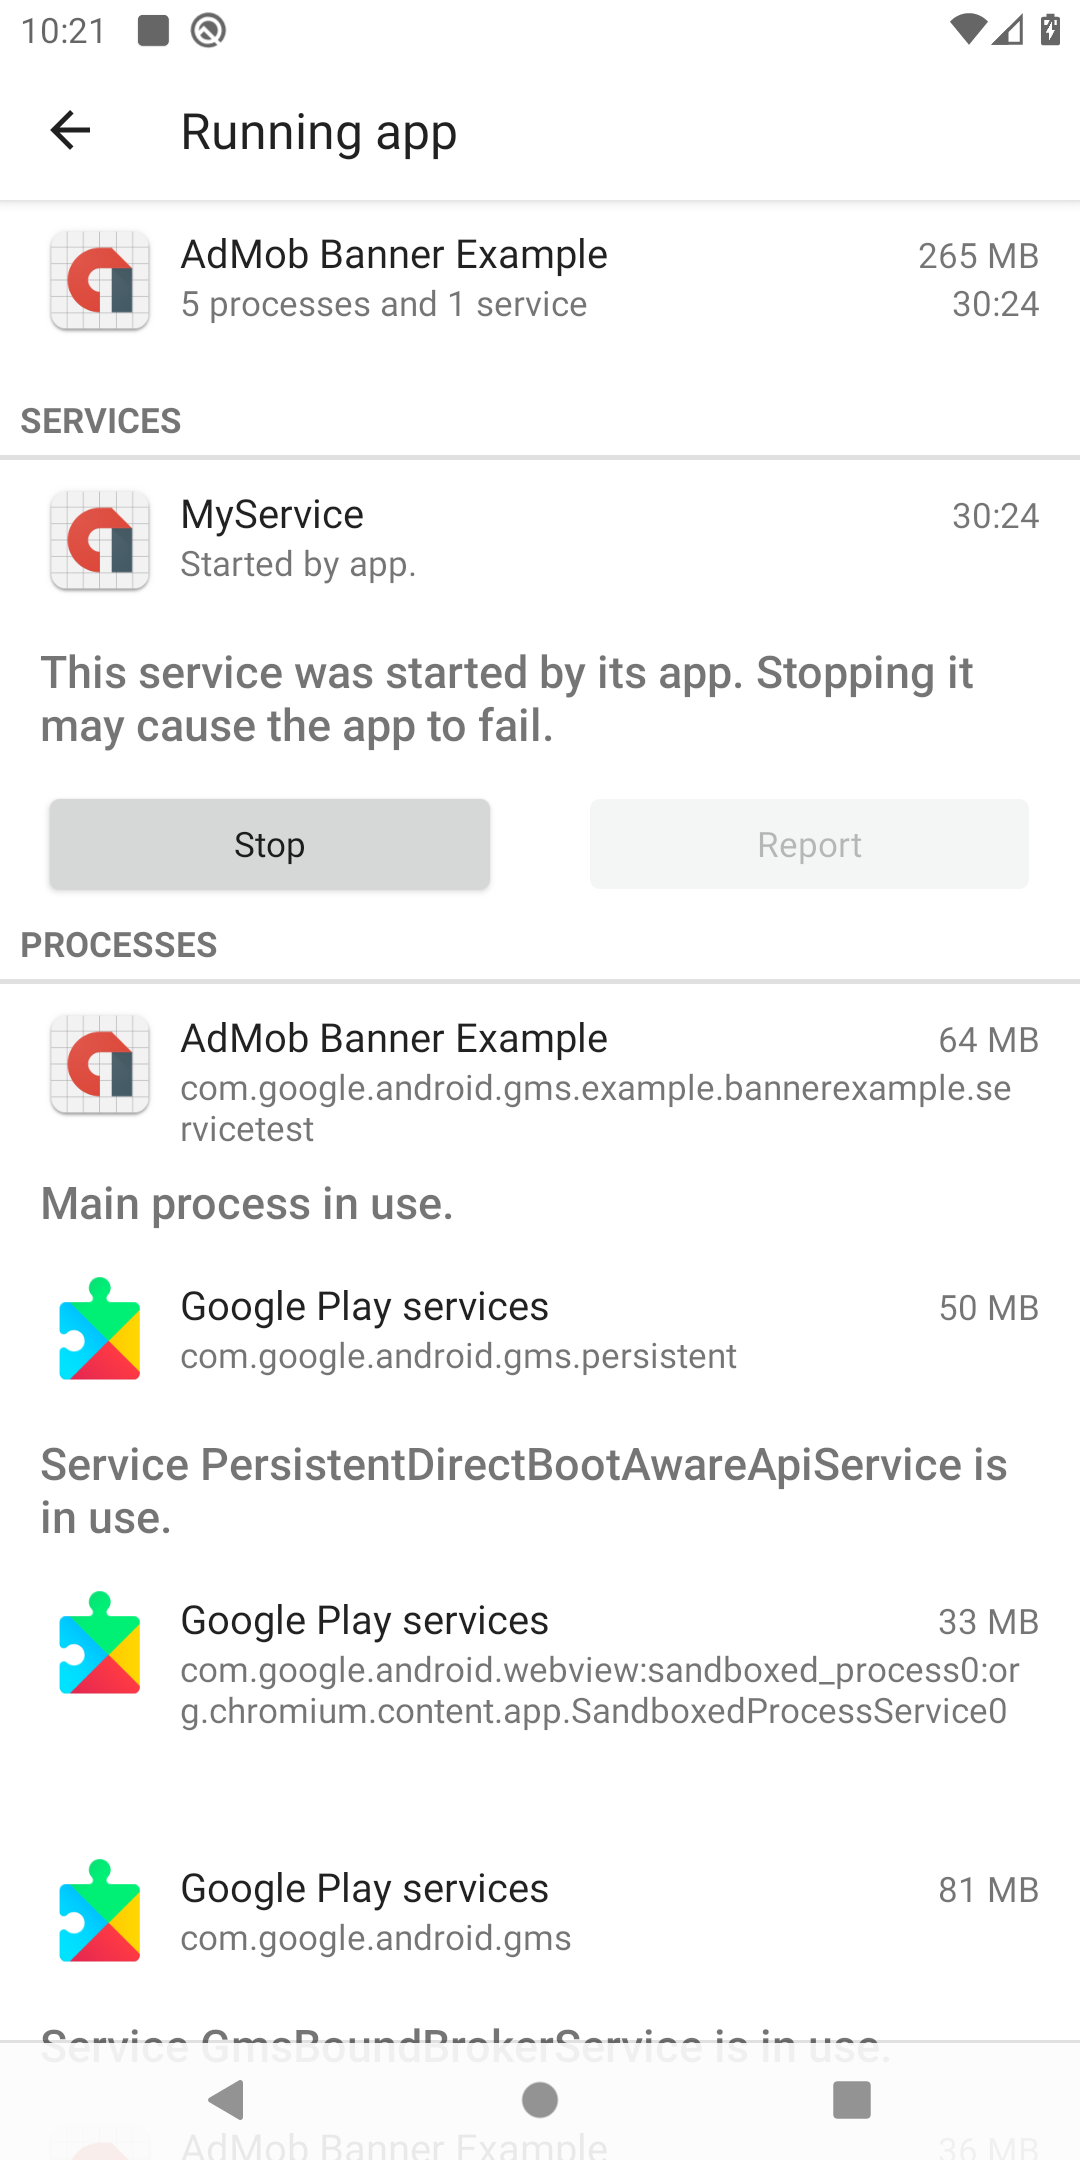 10:21
Running app
AdMob Banner Example
265 MB
5 processes and 1 service
30:24
SERVICES
MyService
30:24
Started by app.
This service was started by its app. Stopping it
may cause the app to fail.
Stop
Report
PROCESSES
AdMob Banner Example
64 MB
com.google.android.gms.example.bannerexample.se
rvicetest
Main process in use.
Google Play services
50 MB
com.google.android.gms.persistent
Service PersistentDirectBootAwareApiService is
in use.
Google Play services
33 MB
com.google.android.webview:sandboxed_process0:or
g.chromium.content.app.SandboxedProcessService0
Google Play services
81 MB
com.google.android.gms
Service GmsBoundBrokerService is in use.
AdMob Banner Example
36 MB